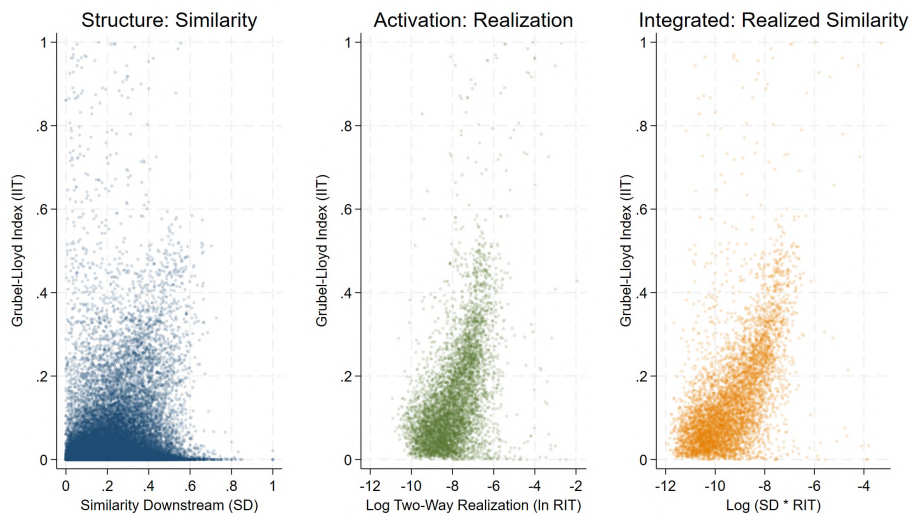 Structure: Similarity
Grubel-Lloyd Index (IIT)
1
.8
.6
.4
.2
0
0 .2 .4 .6 .8 1
Similarity Downstream (SD)
Activation: Realization
Grubel-Lloyd Index (IIT)
1
.8
.6
.4
.2
0
-12 -10 -8 -6 -4 -2
Log Two-Way Realization (ln RIT)
Integrated: Realized Similarity
Grubel-Lloyd Index (IIT)
1
.8
.6
.4
.2
0
-12 -10 -8 -6 -4
Log (SD * RIT)